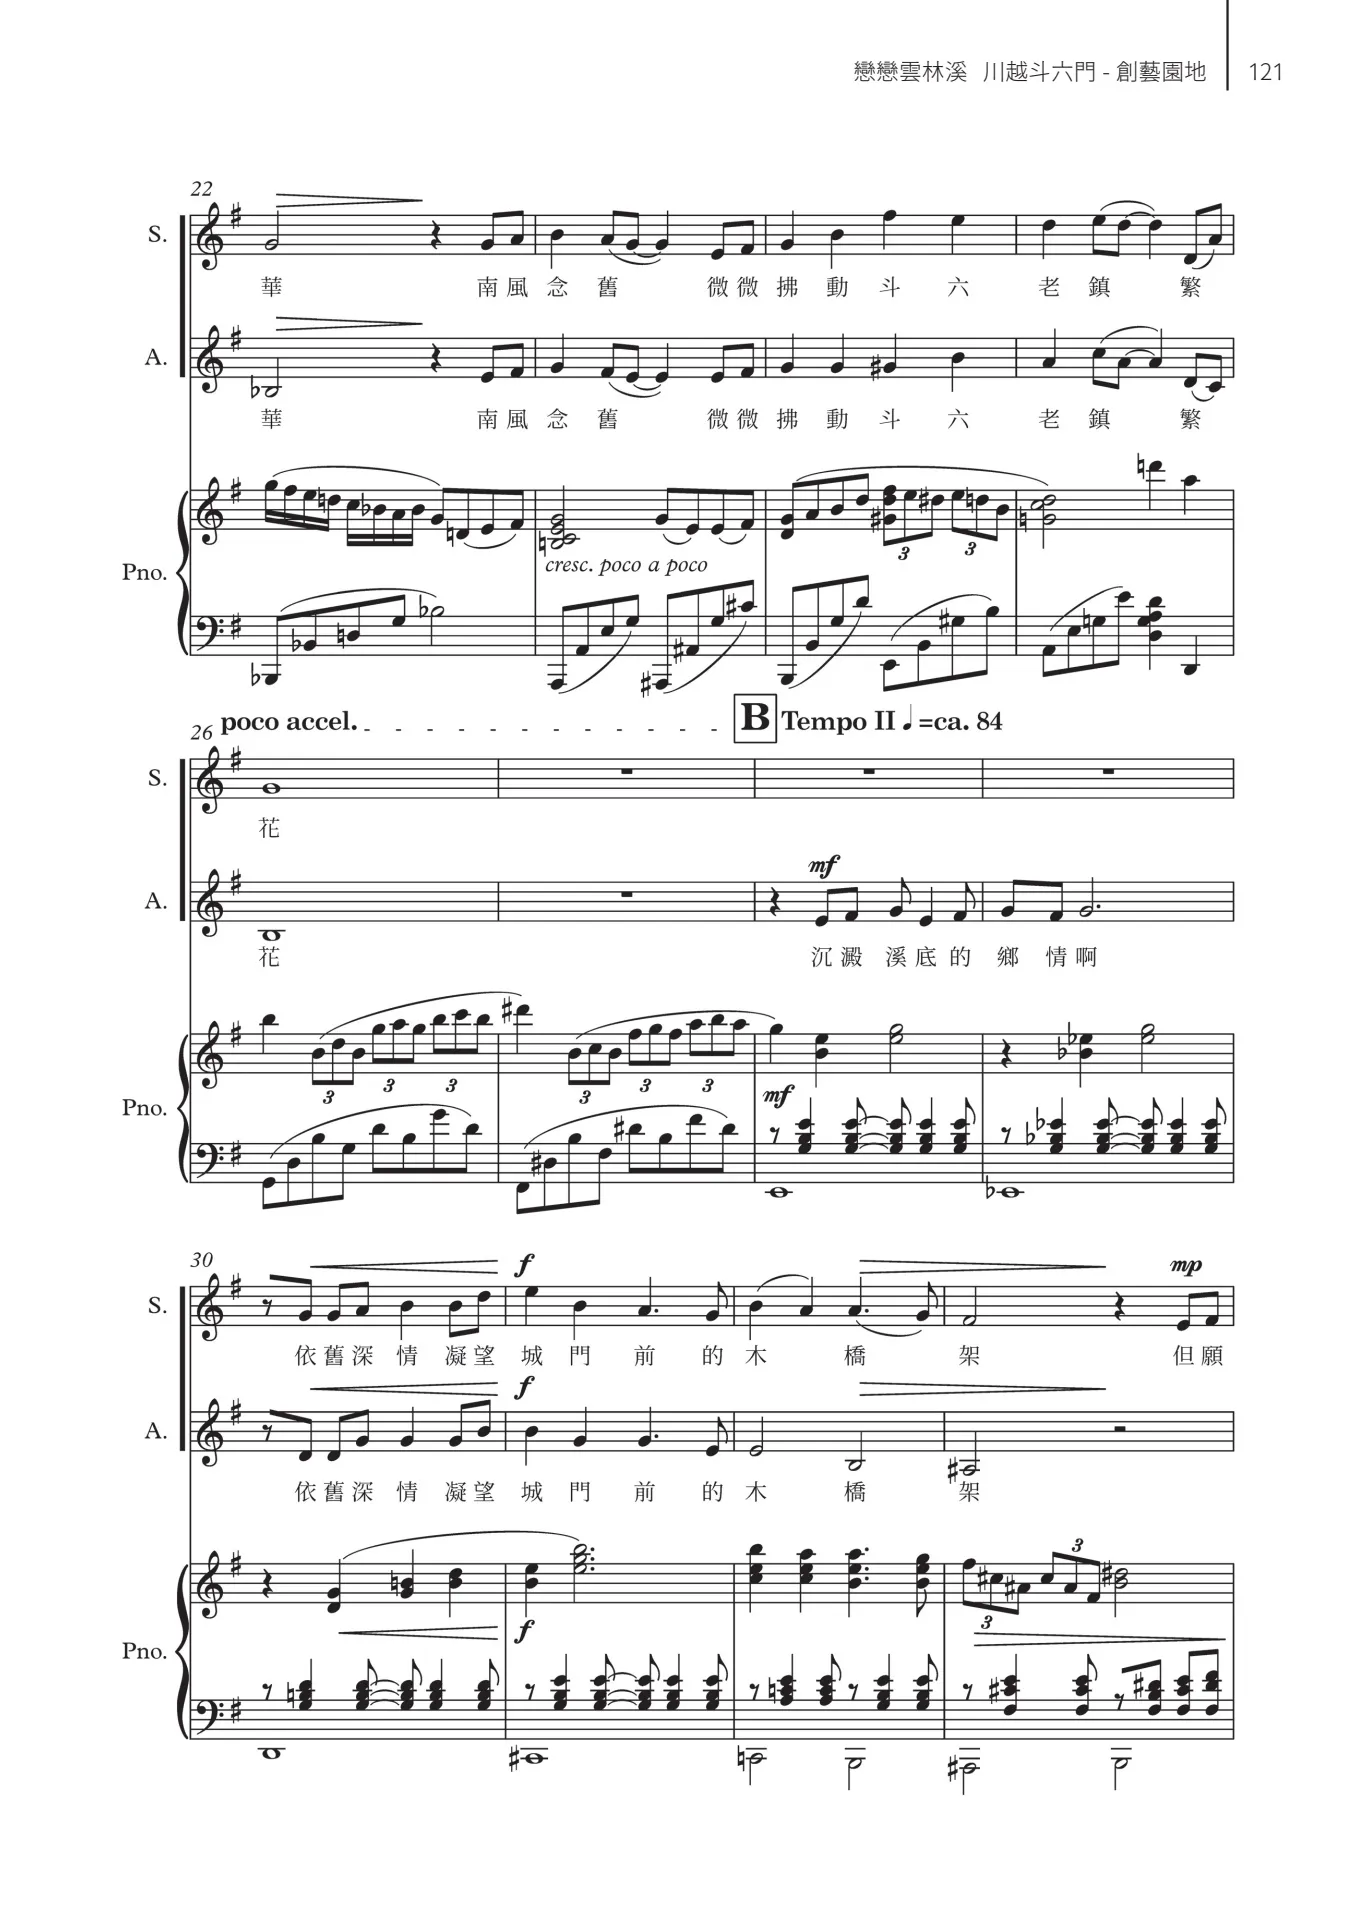 戀戀雲林溪 川越斗六門 - 創藝園地 121
22
S.
華 南風念舊 微微拂動斗六老鎮 繁
A.
華 南風念舊 微微拂動斗六老鎮 繁
3 3
Pno.
cresc. poco a poco
26 poco accel. B Tempo II ♩=ca. 84
S.
花
mf
A.
花 沉澱溪底的鄉情啊
3 3 3 3 3 3
Pno.
mf
30
f mp
S.
依舊深情凝望城門前的木橋架 但願
f
A.
依舊深情凝望城門前的木橋架
3
3
f
Pno.